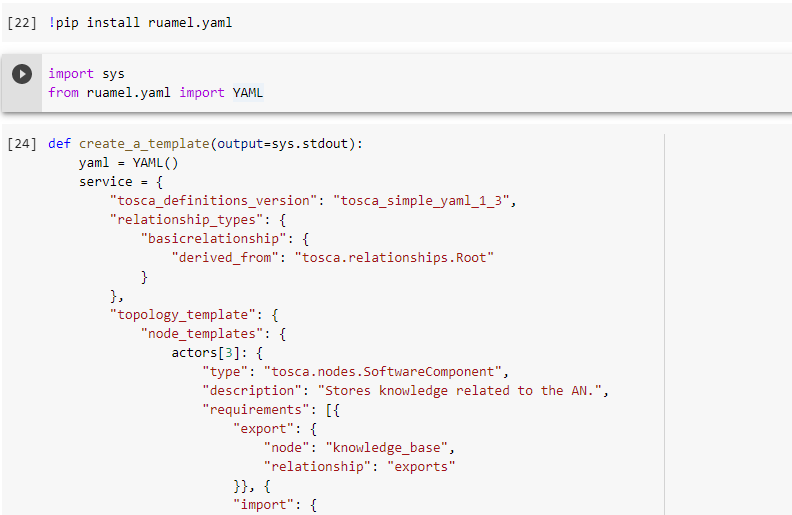 [22] !pip install ruamel.yaml
import sys
from ruamel.yaml import YAML
[24] def create_a_template(output=sys.stdout):
yaml = YAML()
service = {
"tosca_definitions_version": "tosca_simple_yaml_1_3",
"relationship_types": {
"basicrelationship": {
"derived_from": "tosca.relationships.Root"
}
},
"topology_template": {
"node_templates": {
actors[3]: {
"type": "tosca.nodes.SoftwareComponent",
"description": "Stores knowledge related to the AN.",
"requirements": [{
"export": {
"node": "knowledge_base",
"relationship": "exports"
}}, {
"import": {